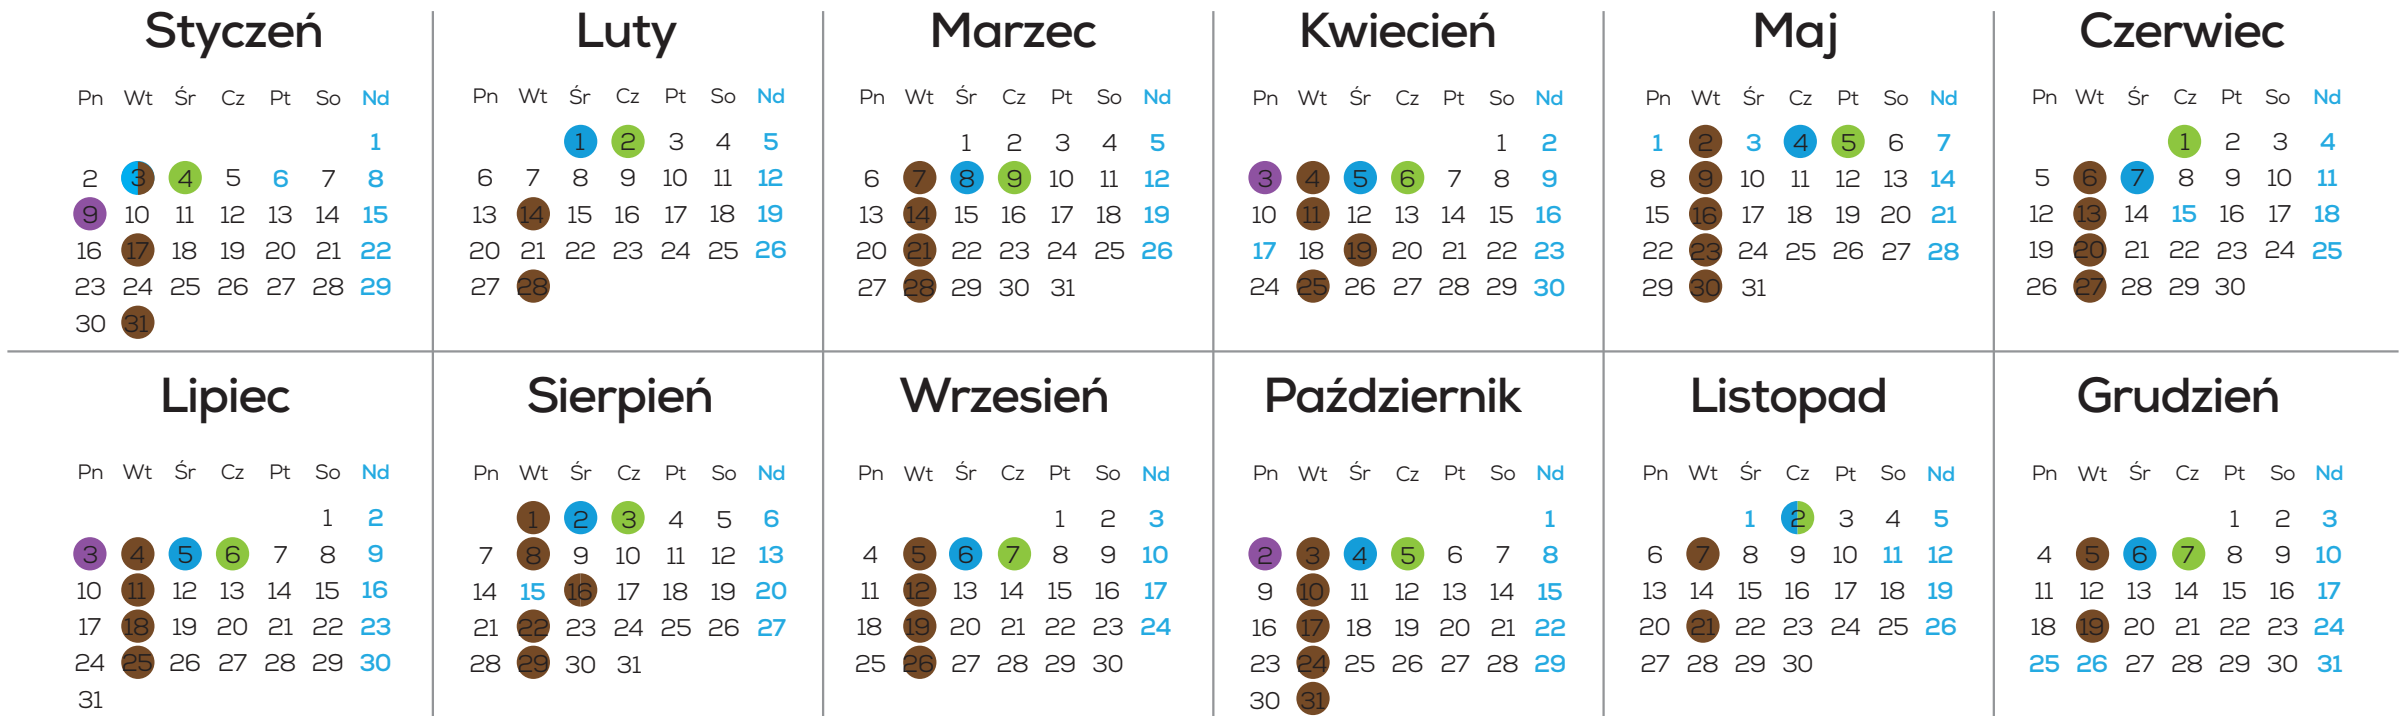 Styczeń
Pn Wt Śr Cz Pt So Nd
1
2 3 4 5 6 7 8
9 10 11 12 13 14 15
16 17 18 19 20 21 22
23 24 25 26 27 28 29
30 31
Luty
Pn Wt Śr Cz Pt So Nd
1 2 3 4 5
6 7 8 9 10 11 12
13 14 15 16 17 18 19
20 21 22 23 24 25 26
27 28
Marzec
Pn Wt Śr Cz Pt So Nd
1 2 3 4 5
6 7 8 9 10 11 12
13 14 15 16 17 18 19
20 21 22 23 24 25 26
27 28 29 30 31
Kwiecień
Pn Wt Śr Cz Pt So Nd
1 2
3 4 5 6 7 8 9
10 11 12 13 14 15 16
17 18 19 20 21 22 23
24 25 26 27 28 29 30
Maj
Pn Wt Śr Cz Pt So Nd
1 2 3 4 5 6 7
8 9 10 11 12 13 14
15 16 17 18 19 20 21
22 23 24 25 26 27 28
29 30 31
Czerwiec
Pn Wt Śr Cz Pt So Nd
1 2 3 4
5 6 7 8 9 10 11
12 13 14 15 16 17 18
19 20 21 22 23 24 25
26 27 28 29 30
Lipiec
Pn Wt Śr Cz Pt So Nd
1 2
3 4 5 6 7 8 9
10 11 12 13 14 15 16
17 18 19 20 21 22 23
24 25 26 27 28 29 30
31
Sierpień
Pn Wt Śr Cz Pt So Nd
1 2 3 4 5 6
7 8 9 10 11 12 13
14 15 16 17 18 19 20
21 22 23 24 25 26 27
28 29 30 31
Wrzesień
Pn Wt Śr Cz Pt So Nd
1 2 3
4 5 6 7 8 9 10
11 12 13 14 15 16 17
18 19 20 21 22 23 24
25 26 27 28 29 30
Październik
Pn Wt Śr Cz Pt So Nd
1
2 3 4 5 6 7 8
9 10 11 12 13 14 15
16 17 18 19 20 21 22
23 24 25 26 27 28 29
30 31
Listopad
Pn Wt Śr Cz Pt So Nd
1 2 3 4 5
6 7 8 9 10 11 12
13 14 15 16 17 18 19
20 21 22 23 24 25 26
27 28 29 30
Grudzień
Pn Wt Śr Cz Pt So Nd
1 2 3
4 5 6 7 8 9 10
11 12 13 14 15 16 17
18 19 20 21 22 23 24
25 26 27 28 29 30 31